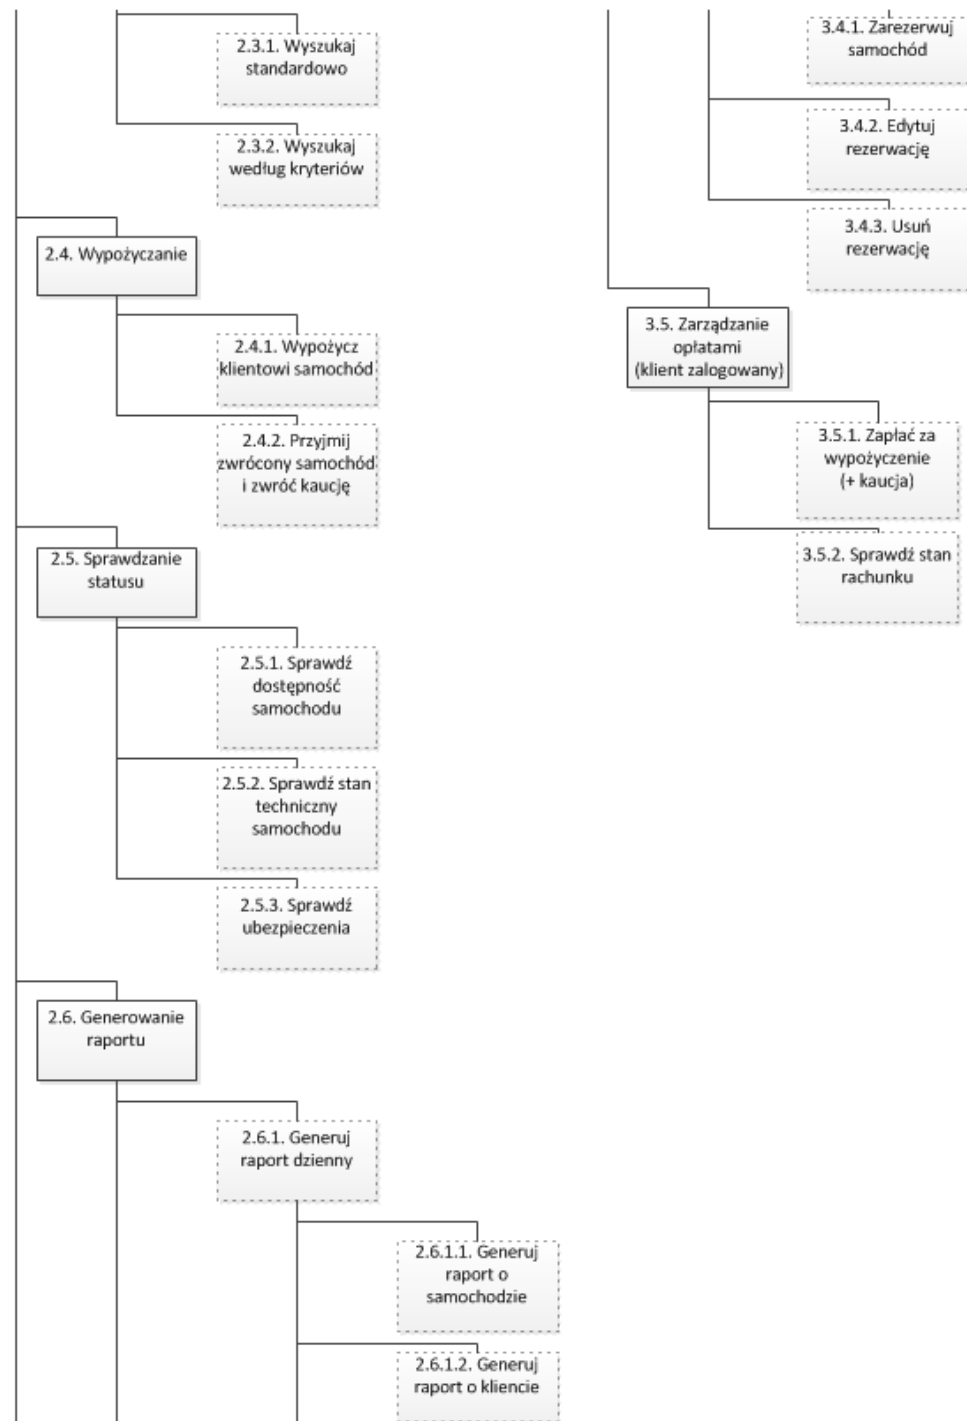 2.3.1. Wyszukaj
standardowo
2.3.2. Wyszukaj
według kryteriów
2.4. Wypożyczanie
2.4.1. Wypożycz
klientowi samochód
2.4.2. Przyjmij
zwrócony samochód
i zwróć kaucję
2.5. Sprawdzanie
statusu
2.5.1. Sprawdź
dostępność
samochodu
2.5.2. Sprawdź stan
techniczny
samochodu
2.5.3. Sprawdź
ubezpieczenia
2.6. Generowanie
raportu
2.6.1. Generuj
raport dzienny
2.6.1.1. Generuj
raport o
samochodzie
2.6.1.2. Generuj
raport o kliencie
3.4.1. Zarezerwuj
samochód
3.4.2. Edytuj
rezerwację
3.4.3. Usuń
rezerwację
3.5. Zarządzanie
opłatami
(klient zalogowany)
3.5.1. Zapłać za
wypożyczenie
(+ kaucja)
3.5.2. Sprawdź stan
rachunku